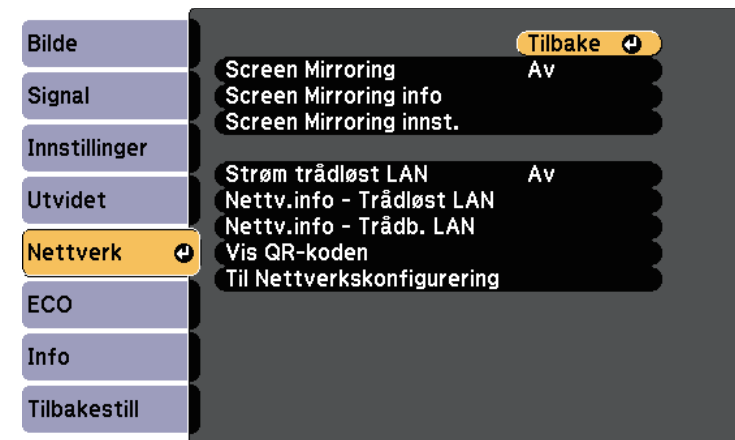 Bilde
Signal
Innstillinger
Utvidet
Nettverk
ECO
Info
Tilbakestill
Tilbake
Screen Mirroring Av
Screen Mirroring info
Screen Mirroring innst.
Strøm trådløst LAN Av
Nettv.info - Trådløst LAN
Nettv.info - Trådb. LAN
Vis QR-koden
Til Nettverkskonfigurering